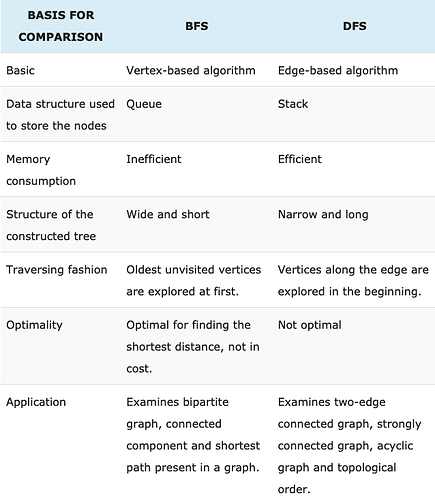 BASIS FOR
COMPARISON
BFS
DFS
Basic
Vertex-based algorithm
Edge-based algorithm
Data structure used
to store the nodes
Queue
Stack
Memory
consumption
Inefficient
Efficient
Structure of the
constructed tree
Wide and short
Narrow and long
Traversing fashion
Oldest unvisited vertices
are explored at first.
Vertices along the edge are
explored in the beginning.
Optimality
Optimal for finding the
shortest distance, not in
cost.
Not optimal
Application
Examines bipartite
graph, connected
component and shortest
path present in a graph.
Examines two-edge
connected graph, strongly
connected graph, acyclic
graph and topological
order.